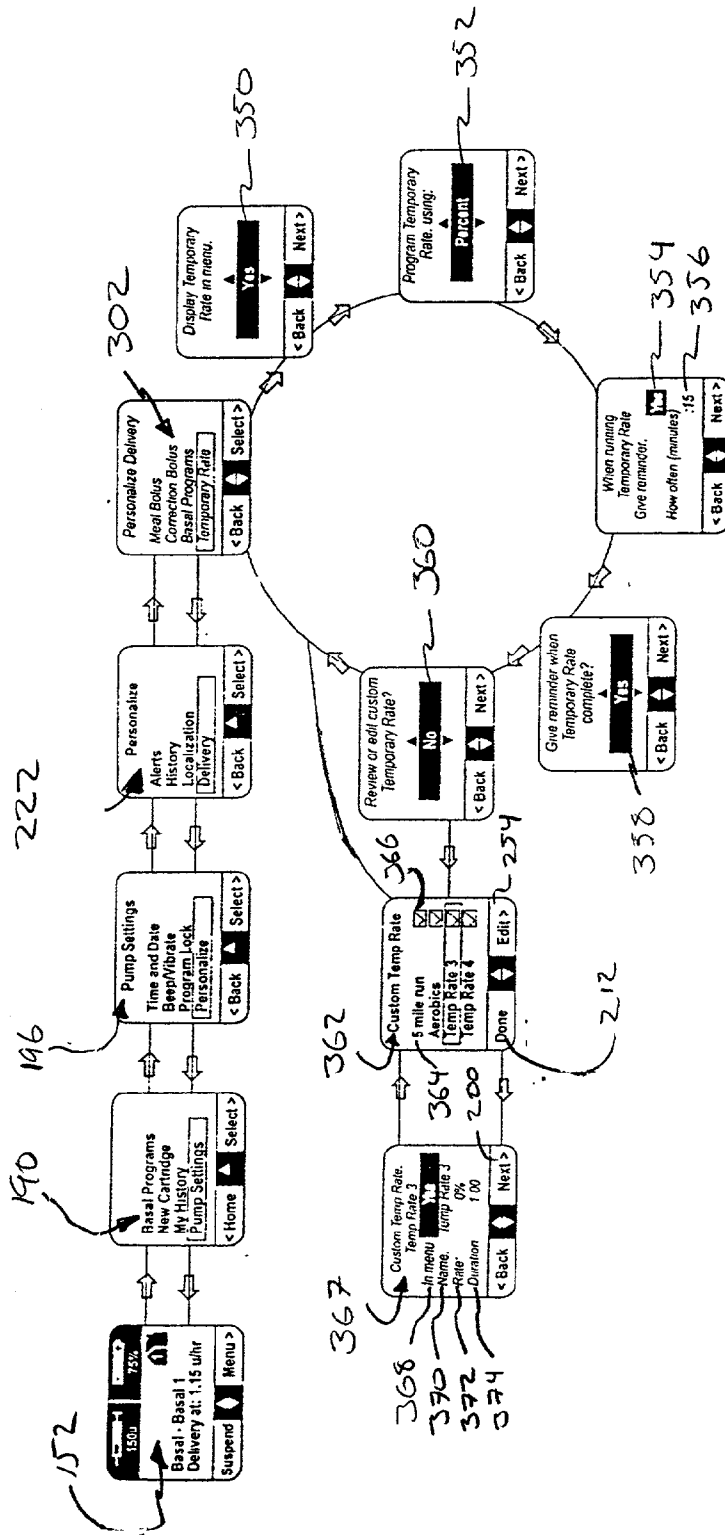 152
150u
75%
Basal - Basal 1
Delivery at: 1.15 u/hr
Suspend
Menu >
190
Basal Programs
New Cartridge
My History
Pump Settings
< Home
Select >
196
Pump Settings
Time and Date
Beep/Vibrate
Program Lock
Personalize
< Back
Select >
222
Personalize
Alerts
History
Localization
Delivery
< Back
Select >
302
Personalize Delivery
Meal Bolus
Correction Bolus
Basal Programs
Temporary Rate
< Back
Select >
350
Display Temporary
Rate in menu.
Yes
< Back
Next >
352
Program Temporary
Rate. using:
Percent
< Back
Next >
354
356
When running
Temporary Rate
Give reminder.
Yes
How often (minutes)
:15
< Back
Next >
358
Give reminder when
Temporary Rate
complete?
Yes
< Back
Next >
360
Review or edit custom
Temporary Rate?
No
< Back
Next >
362
364
366
Custom Temp Rate
5 mile run
Aerobics
Temp Rate 3
Temp Rate 4
Done
Edit >
254
212
200
367
Custom Temp Rate.
Temp Rate 3
368
In menu
Yes
370
Name.
Temp Rate 3
372
Rate
0%
374
Duration
1:00
< Back
Next >